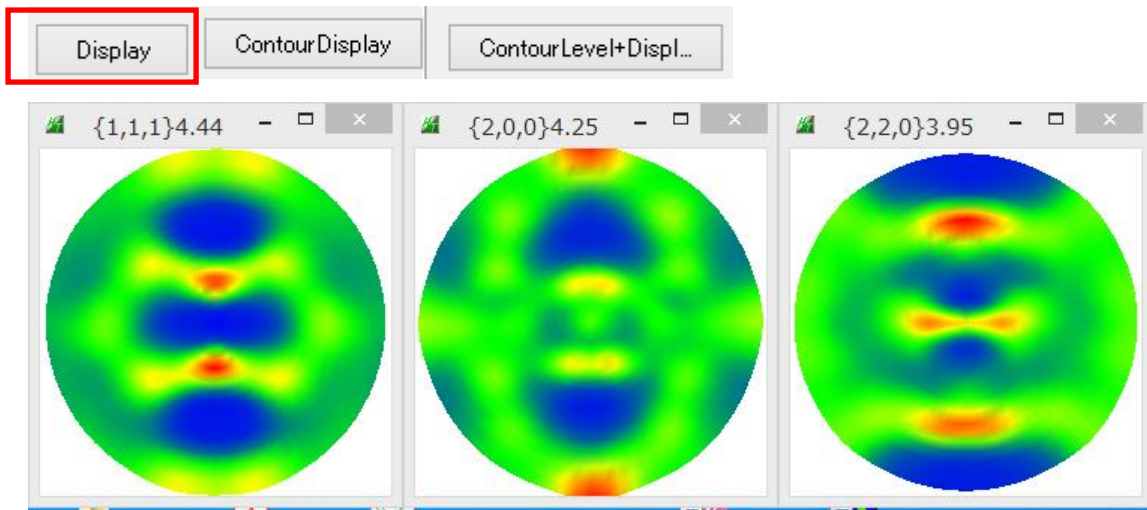 Display
ContourDisplay
ContourLevel+Displ...
{1,1,1}4.44
{2,0,0}4.25
{2,2,0}3.95